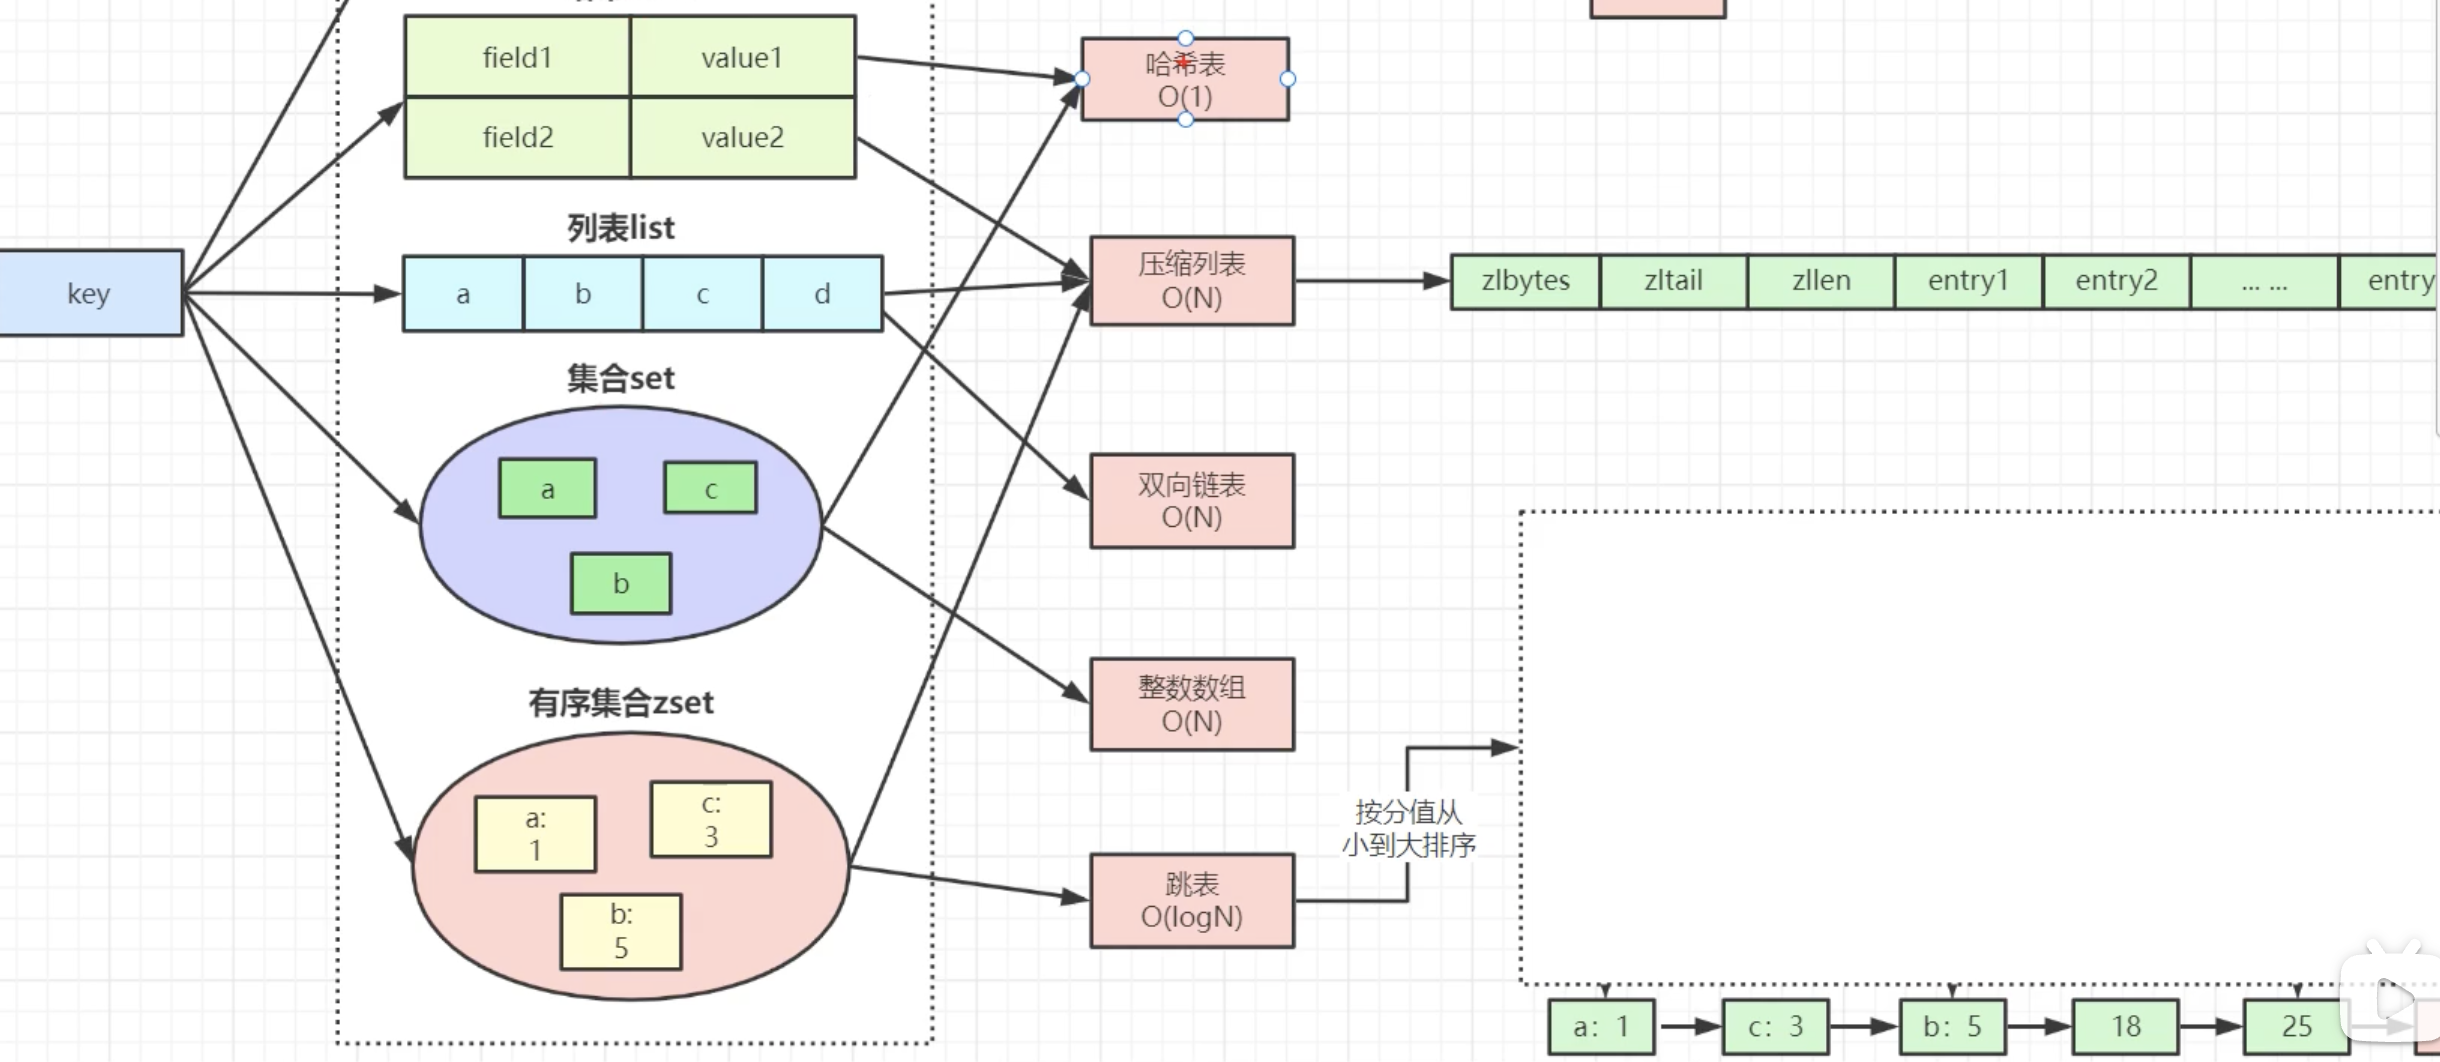 field1 value1
field2 value2
列表list
key
a b c d
集合set
a c
b
有序集合zset
a:
1
c:
3
b:
5
哈希表
O(1)
压缩列表
O(N)
zlbytes zltail zllen entry1 entry2 ... ... entry
双向链表
O(N)
整数数组
O(N)
跳表
O(logN)
按分值从
小到大排序
a: 1 c: 3 b: 5 18 25